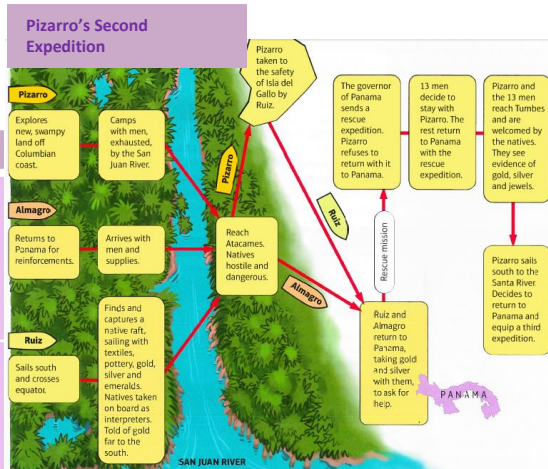 Pizarro's Second
Expedition
Pizarro
Explores
new, swampy
land off
Columbian
coast.
Camps
with men,
exhausted,
by the San
Juan River.
Almagro
Returns to
Panama for
reinforcements.
Arrives with
men and
supplies.
Ruiz
Sails south
and crosses
equator.
Finds and
captures a
native raft,
sailing with
textiles,
pottery, gold,
silver and
emeralds.
Natives taken
on board as
interpreters.
Told of gold
far to the
south.
Reach
Atacames.
Natives
hostile and
dangerous.
Pizarro
Pizarro
taken to
the safety
of Isla del
Gallo by
Ruiz.
Ruiz
Almagro
Ruiz and
Almagro
return to
Panama,
taking gold
and silver
with them,
to ask for
help.
Rescue mission
The governor
of Panama
sends a
rescue
expedition.
Pizarro
refuses to
return with it
to Panama.
13 men
decide to
stay with
Pizarro. The
rest return
to Panama
with the
rescue
expedition.
Pizarro and
the 13 men
reach Tumbes
and are
welcomed by
the natives.
They see
evidence of
gold, silver
and jewels.
Pizarro sails
south to the
Santa River.
Decides to
return to
Panama and
equip a third
expedition.
PANAMA
SAN JUAN RIVER